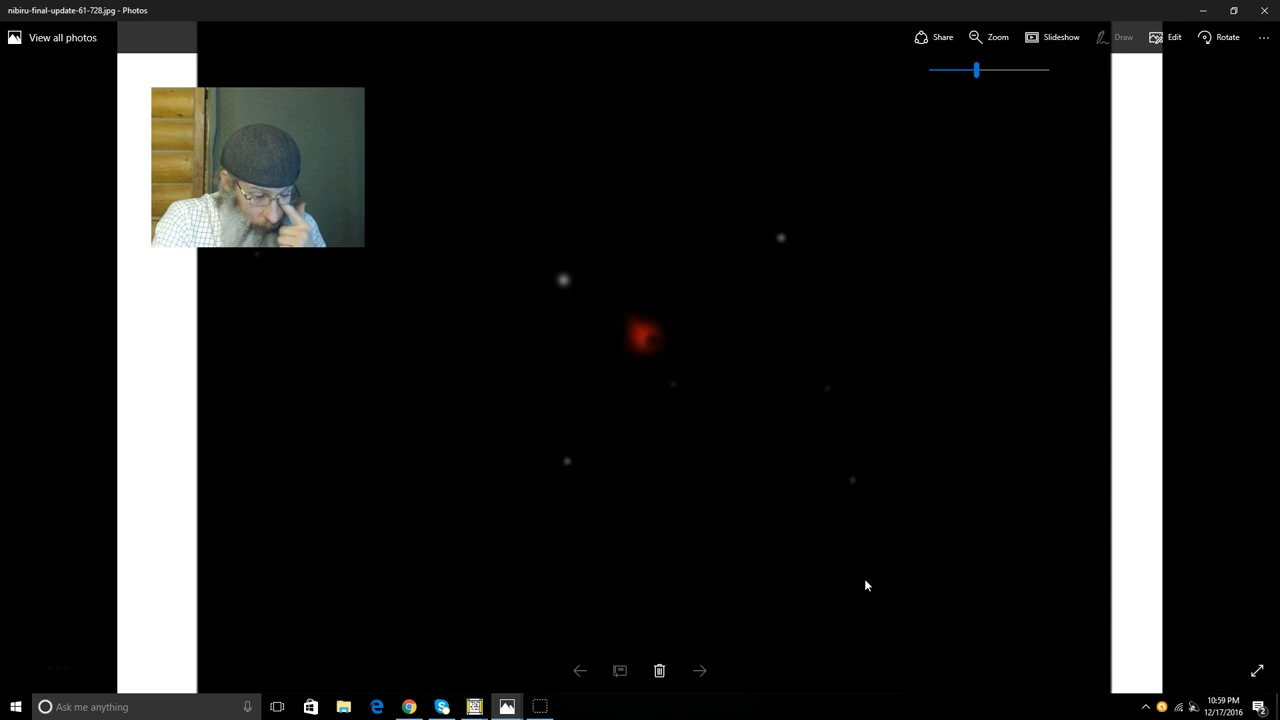 nibiru-final-update-61-728.jpg - Photos
View all photos
Share
Zoom
Slideshow
Draw
Edit
Rotate
Ask me anything
10:59 PM
12/17/2016
2